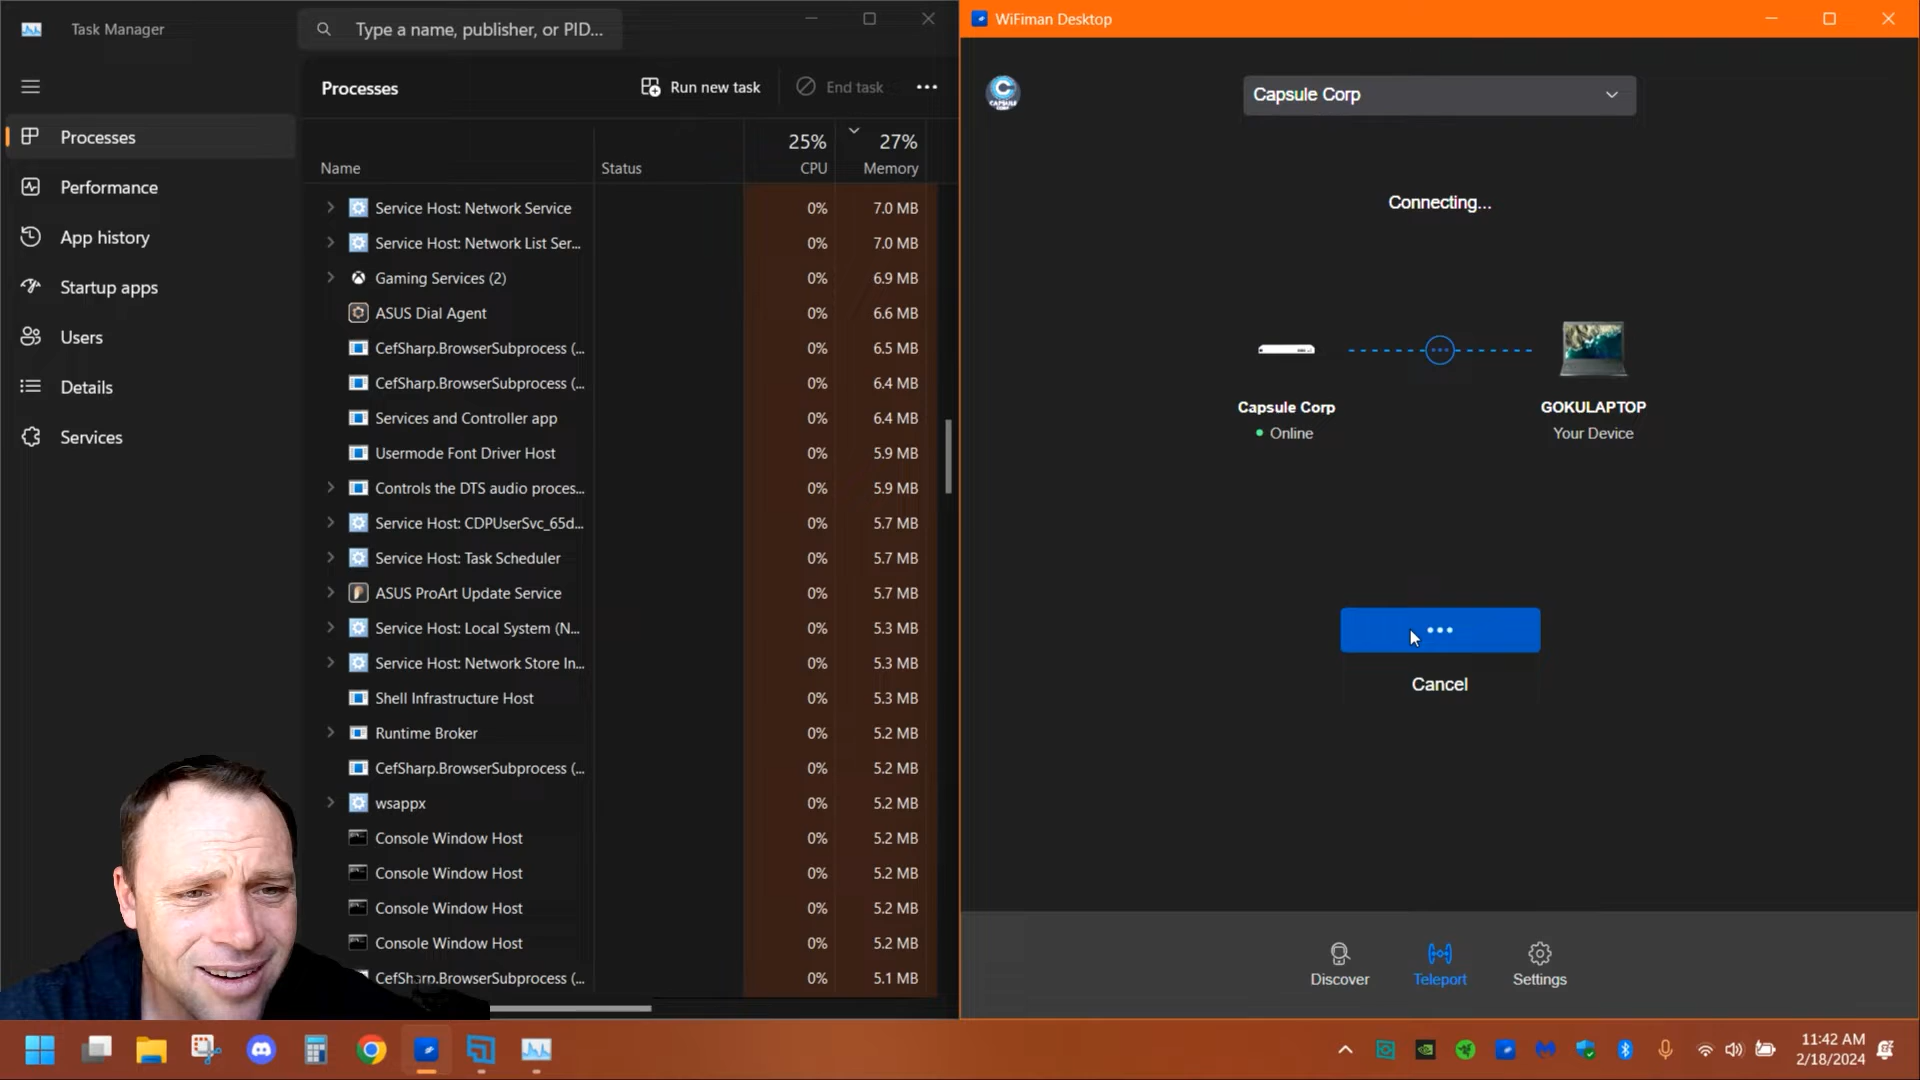 Task Manager
Type a name, publisher, or PID...
Processes
Run new task
End task
Processes
Performance
App history
Startup apps
Users
Details
Services
25% 27%
Name Status CPU Memory
Service Host: Network Service 0% 7.0 MB
Service Host: Network List Ser... 0% 7.0 MB
Gaming Services (2) 0% 6.9 MB
ASUS Dial Agent 0% 6.6 MB
CefSharp.BrowserSubprocess (... 0% 6.5 MB
CefSharp.BrowserSubprocess (... 0% 6.4 MB
Services and Controller app 0% 6.4 MB
Usermode Font Driver Host 0% 5.9 MB
Controls the DTS audio proces... 0% 5.9 MB
Service Host: CDPUserSvc_65d... 0% 5.7 MB
Service Host: Task Scheduler 0% 5.7 MB
ASUS ProArt Update Service 0% 5.7 MB
Service Host: Local System (N... 0% 5.3 MB
Service Host: Network Store In... 0% 5.3 MB
Shell Infrastructure Host 0% 5.3 MB
Runtime Broker 0% 5.2 MB
CefSharp.BrowserSubprocess (... 0% 5.2 MB
wsappx 0% 5.2 MB
Console Window Host 0% 5.2 MB
Console Window Host 0% 5.2 MB
Console Window Host 0% 5.2 MB
Console Window Host 0% 5.2 MB
CefSharp.BrowserSubprocess (... 0% 5.1 MB
WiFiman Desktop
CAPSULE CORP
Capsule Corp
Connecting...
Capsule Corp
Online
GOKULAPTOP
Your Device
Cancel
Discover
Teleport
Settings
11:42 AM
2/18/2024